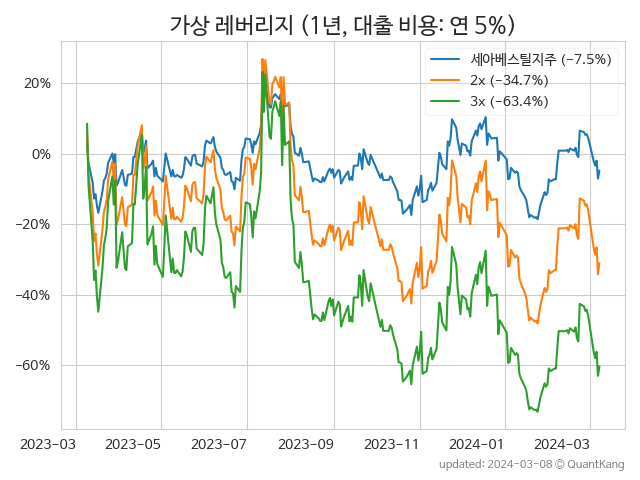 가상 레버리지 (1년, 대출 비용: 연 5%)
세아베스틸지주 (−7.5%)
2x (−34.7%)
3x (−63.4%)
20%
0%
−20%
−40%
−60%
2023-03 2023-05 2023-07 2023-09 2023-11 2024-01 2024-03
updated: 2024-03-08 © QuantKang